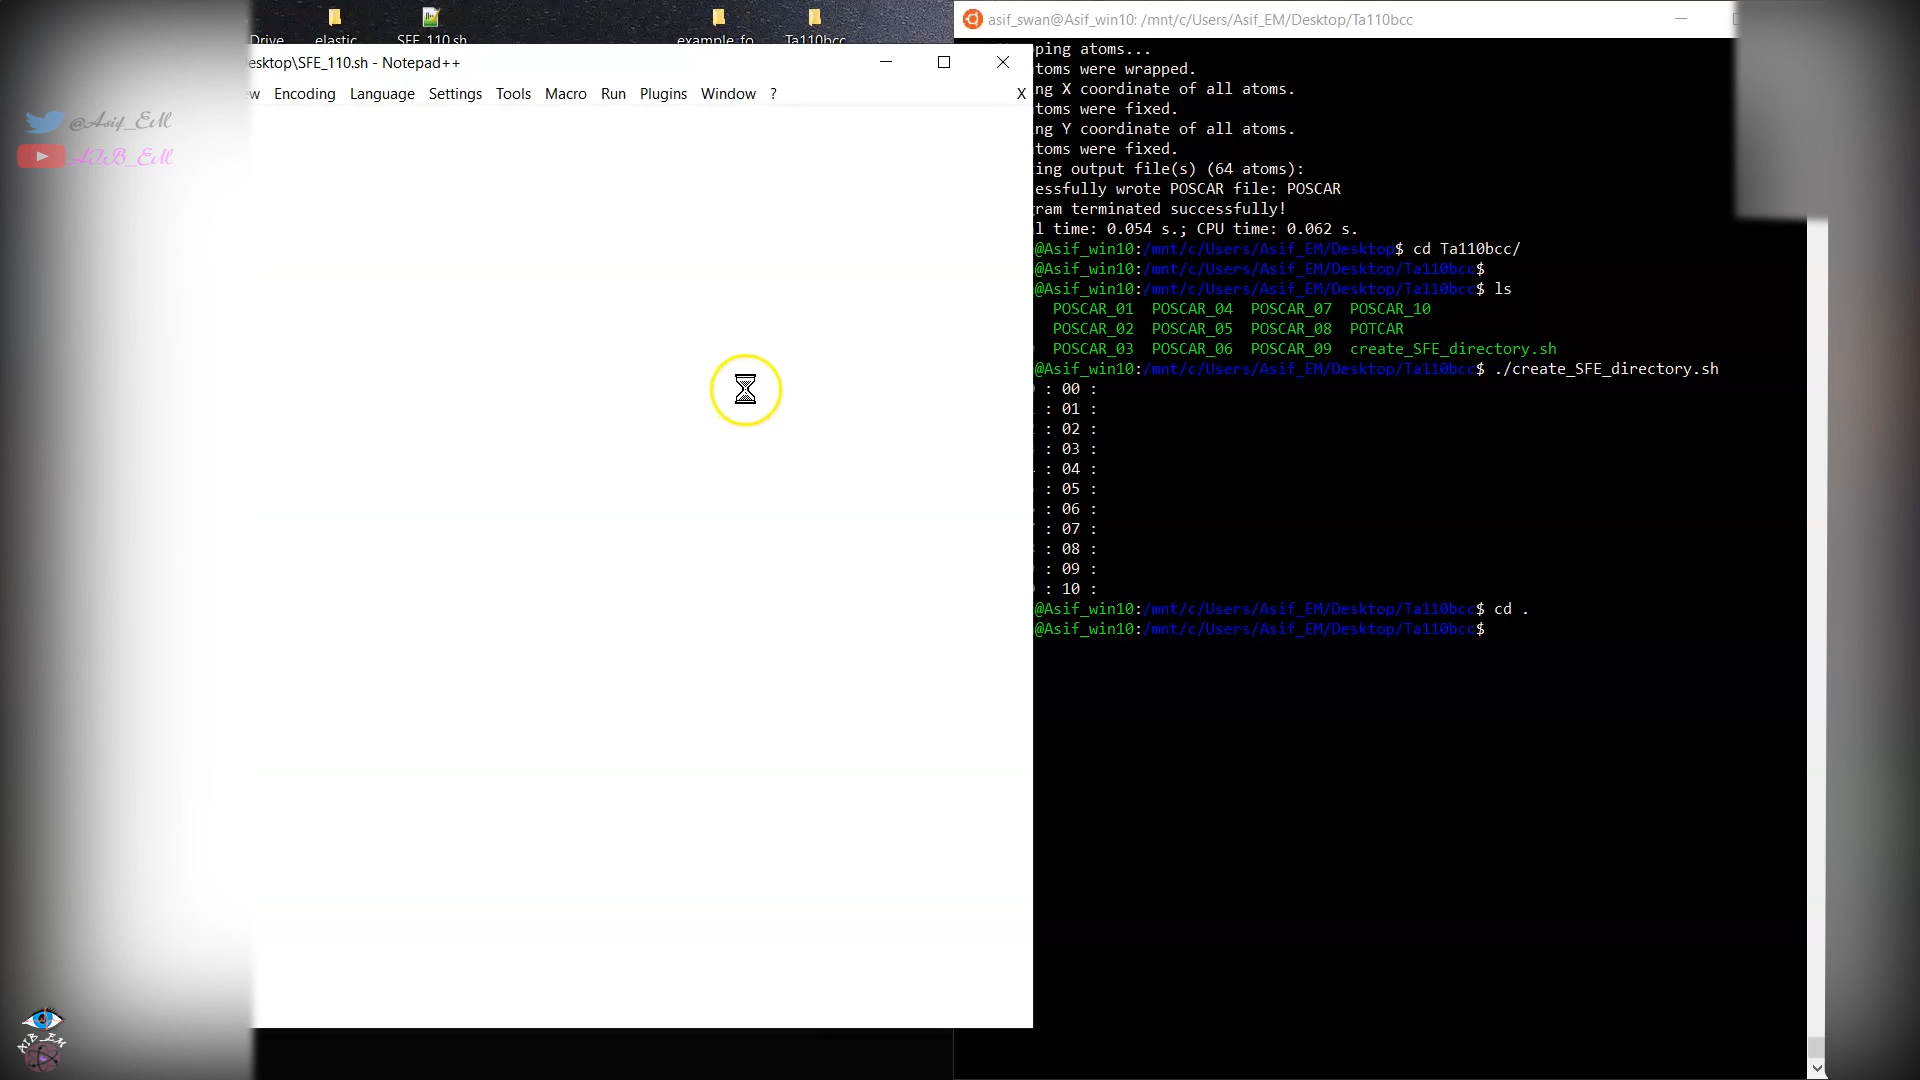 Drive elastic SFE_110.sh example_fo Ta110bcc
esktop\SFE_110.sh - Notepad++
ew Encoding Language Settings Tools Macro Run Plugins Window ? X
@Asif_EM
AIB_EM
AIB_EM
asif_swan@Asif_win10: /mnt/c/Users/Asif_EM/Desktop/Ta110bcc
ping atoms...
toms were wrapped.
ng X coordinate of all atoms.
toms were fixed.
ng Y coordinate of all atoms.
toms were fixed.
ing output file(s) (64 atoms):
essfully wrote POSCAR file: POSCAR
ram terminated successfully!
l time: 0.054 s.; CPU time: 0.062 s.
@Asif_win10:/mnt/c/Users/Asif_EM/Desktop$ cd Ta110bcc/
@Asif_win10:/mnt/c/Users/Asif_EM/Desktop/Ta110bcc$
@Asif_win10:/mnt/c/Users/Asif_EM/Desktop/Ta110bcc$ ls
POSCAR_01 POSCAR_04 POSCAR_07 POSCAR_10
POSCAR_02 POSCAR_05 POSCAR_08 POTCAR
POSCAR_03 POSCAR_06 POSCAR_09 create_SFE_directory.sh
@Asif_win10:/mnt/c/Users/Asif_EM/Desktop/Ta110bcc$ ./create_SFE_directory.sh
: 00 :
: 01 :
: 02 :
: 03 :
: 04 :
: 05 :
: 06 :
: 07 :
: 08 :
: 09 :
: 10 :
@Asif_win10:/mnt/c/Users/Asif_EM/Desktop/Ta110bcc$ cd .
@Asif_win10:/mnt/c/Users/Asif_EM/Desktop/Ta110bcc$